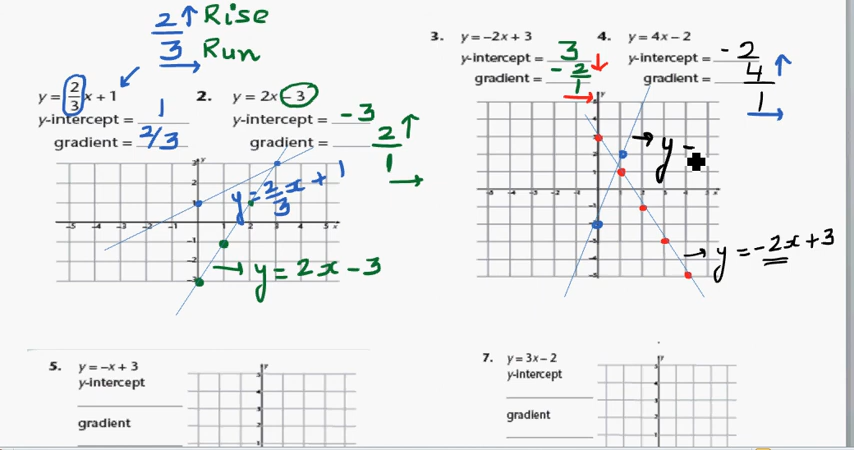 2↑ Rise
3 Run
y = 2/3 x + 1
y-intercept = 1
gradient = 2/3
2. y = 2x − 3
y-intercept = -3
gradient = 2/1
3. y = −2x + 3
y-intercept = 3
gradient = -2/1
4. y = 4x − 2
y-intercept = -2
gradient = 4/1
y = 2/3 x + 1
→ y = 2x - 3
→ y =
→ y = -2x + 3
5. y = −x + 3
y-intercept
gradient
7. y = 3x − 2
y-intercept
gradient